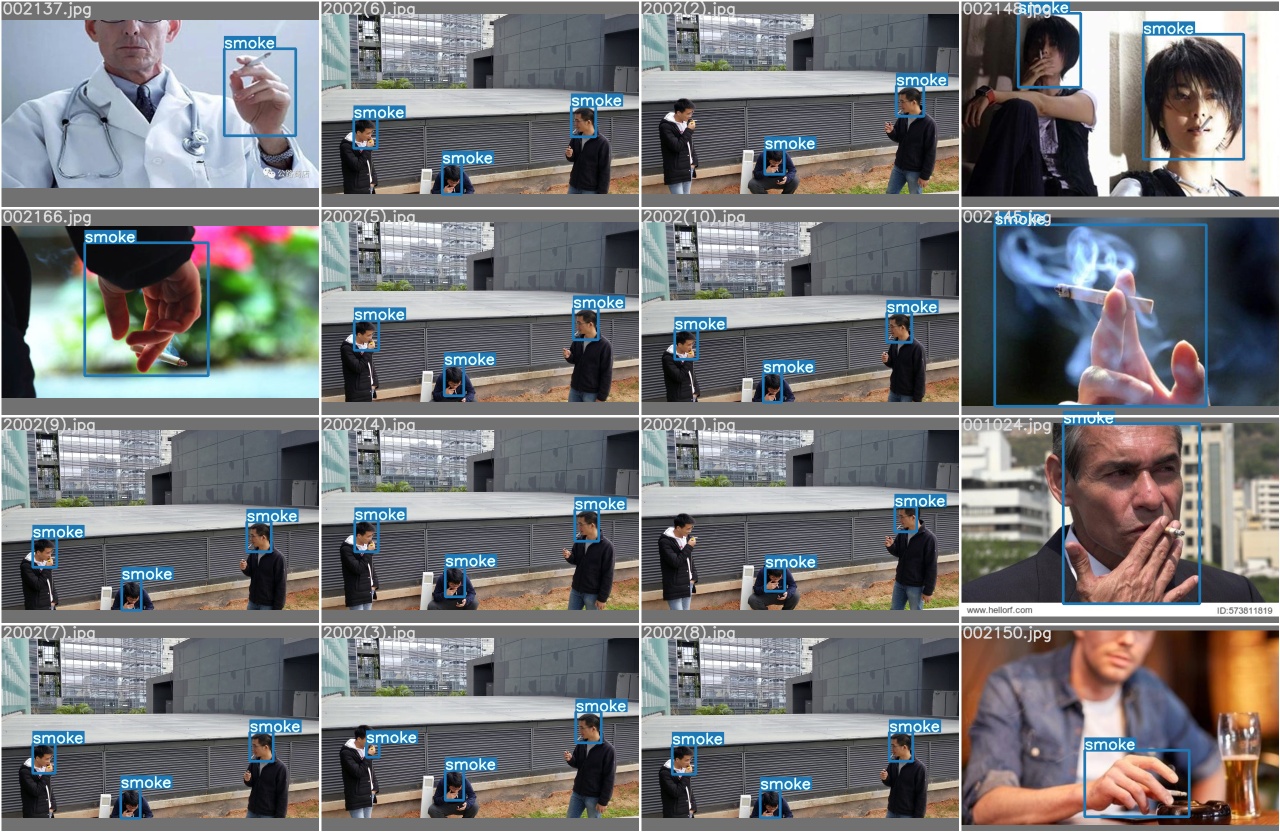 002137.jpg
smoke
2002(6).jpg
smoke
smoke
smoke
2002(2).jpg
smoke
smoke
002148.jpg
smoke
smoke
002166.jpg
smoke
2002(5).jpg
smoke
smoke
smoke
2002(10).jpg
smoke
smoke
smoke
002145.jpg
smoke
2002(9).jpg
smoke
smoke
smoke
2002(4).jpg
smoke
smoke
smoke
2002(1).jpg
smoke
smoke
001024.jpg
smoke
www.hellorf.com
ID:573811819
2002(7).jpg
smoke
smoke
smoke
2002(3).jpg
smoke
smoke
smoke
2002(8).jpg
smoke
smoke
smoke
002150.jpg
smoke